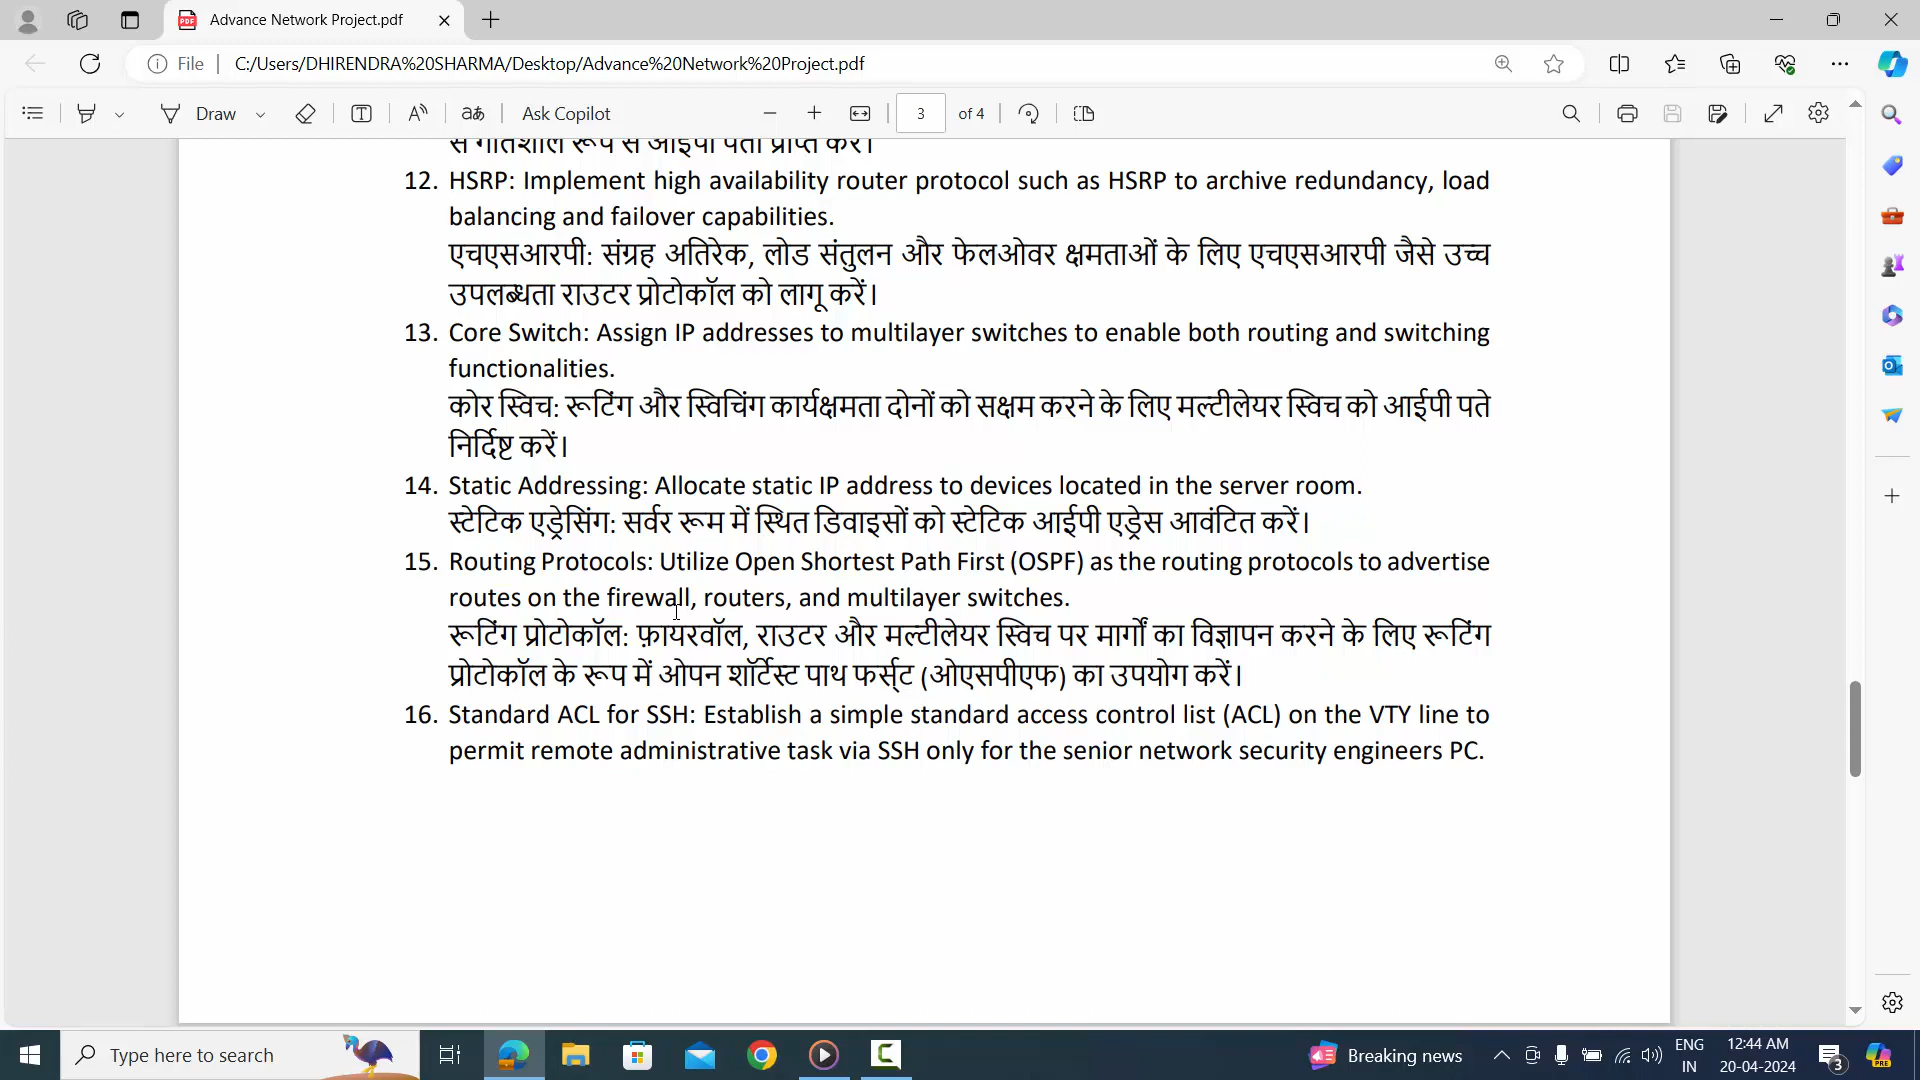 Advance Network Project.pdf
File
C:/Users/DHIRENDRA%20SHARMA/Desktop/Advance%20Network%20Project.pdf
Draw
Ask Copilot
3 of 4
से गतिशील रूप से आईपी पता प्राप्त करें।
12. HSRP: Implement high availability router protocol such as HSRP to archive redundancy, load
balancing and failover capabilities.
एचएसआरपी: संग्रह अतिरेक, लोड संतुलन और फेलओवर क्षमताओं के लिए एचएसआरपी जैसे उच्च
उपलब्धता राउटर प्रोटोकॉल को लागू करें।
13. Core Switch: Assign IP addresses to multilayer switches to enable both routing and switching
functionalities.
कोर स्विच: रूटिंग और स्विचिंग कार्यक्षमता दोनों को सक्षम करने के लिए मल्टीलेयर स्विच को आईपी पते
निर्दिष्ट करें।
14. Static Addressing: Allocate static IP address to devices located in the server room.
स्टेटिक एड्रेसिंग: सर्वर रूम में स्थित डिवाइसों को स्टेटिक आईपी एड्रेस आवंटित करें।
15. Routing Protocols: Utilize Open Shortest Path First (OSPF) as the routing protocols to advertise
routes on the firewall, routers, and multilayer switches.
रूटिंग प्रोटोकॉल: फ़ायरवॉल, राउटर और मल्टीलेयर स्विच पर मार्गों का विज्ञापन करने के लिए रूटिंग
प्रोटोकॉल के रूप में ओपन शॉर्टेस्ट पाथ फर्स्ट (ओएसपीएफ) का उपयोग करें।
16. Standard ACL for SSH: Establish a simple standard access control list (ACL) on the VTY line to
permit remote administrative task via SSH only for the senior network security engineers PC.
Type here to search
Breaking news
ENG
IN
12:44 AM
20-04-2024
3